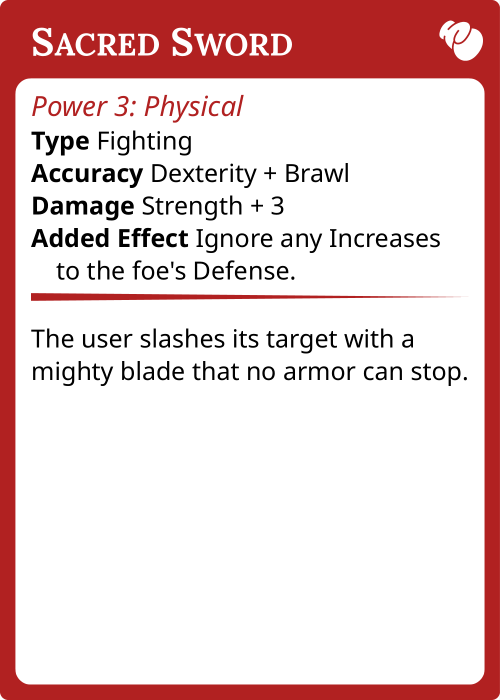 Sacred Sword
Power 3: Physical
Type Fighting
Accuracy Dexterity + Brawl
Damage Strength + 3
Added Effect Ignore any Increases
to the foe's Defense.
The user slashes its target with a
mighty blade that no armor can stop.